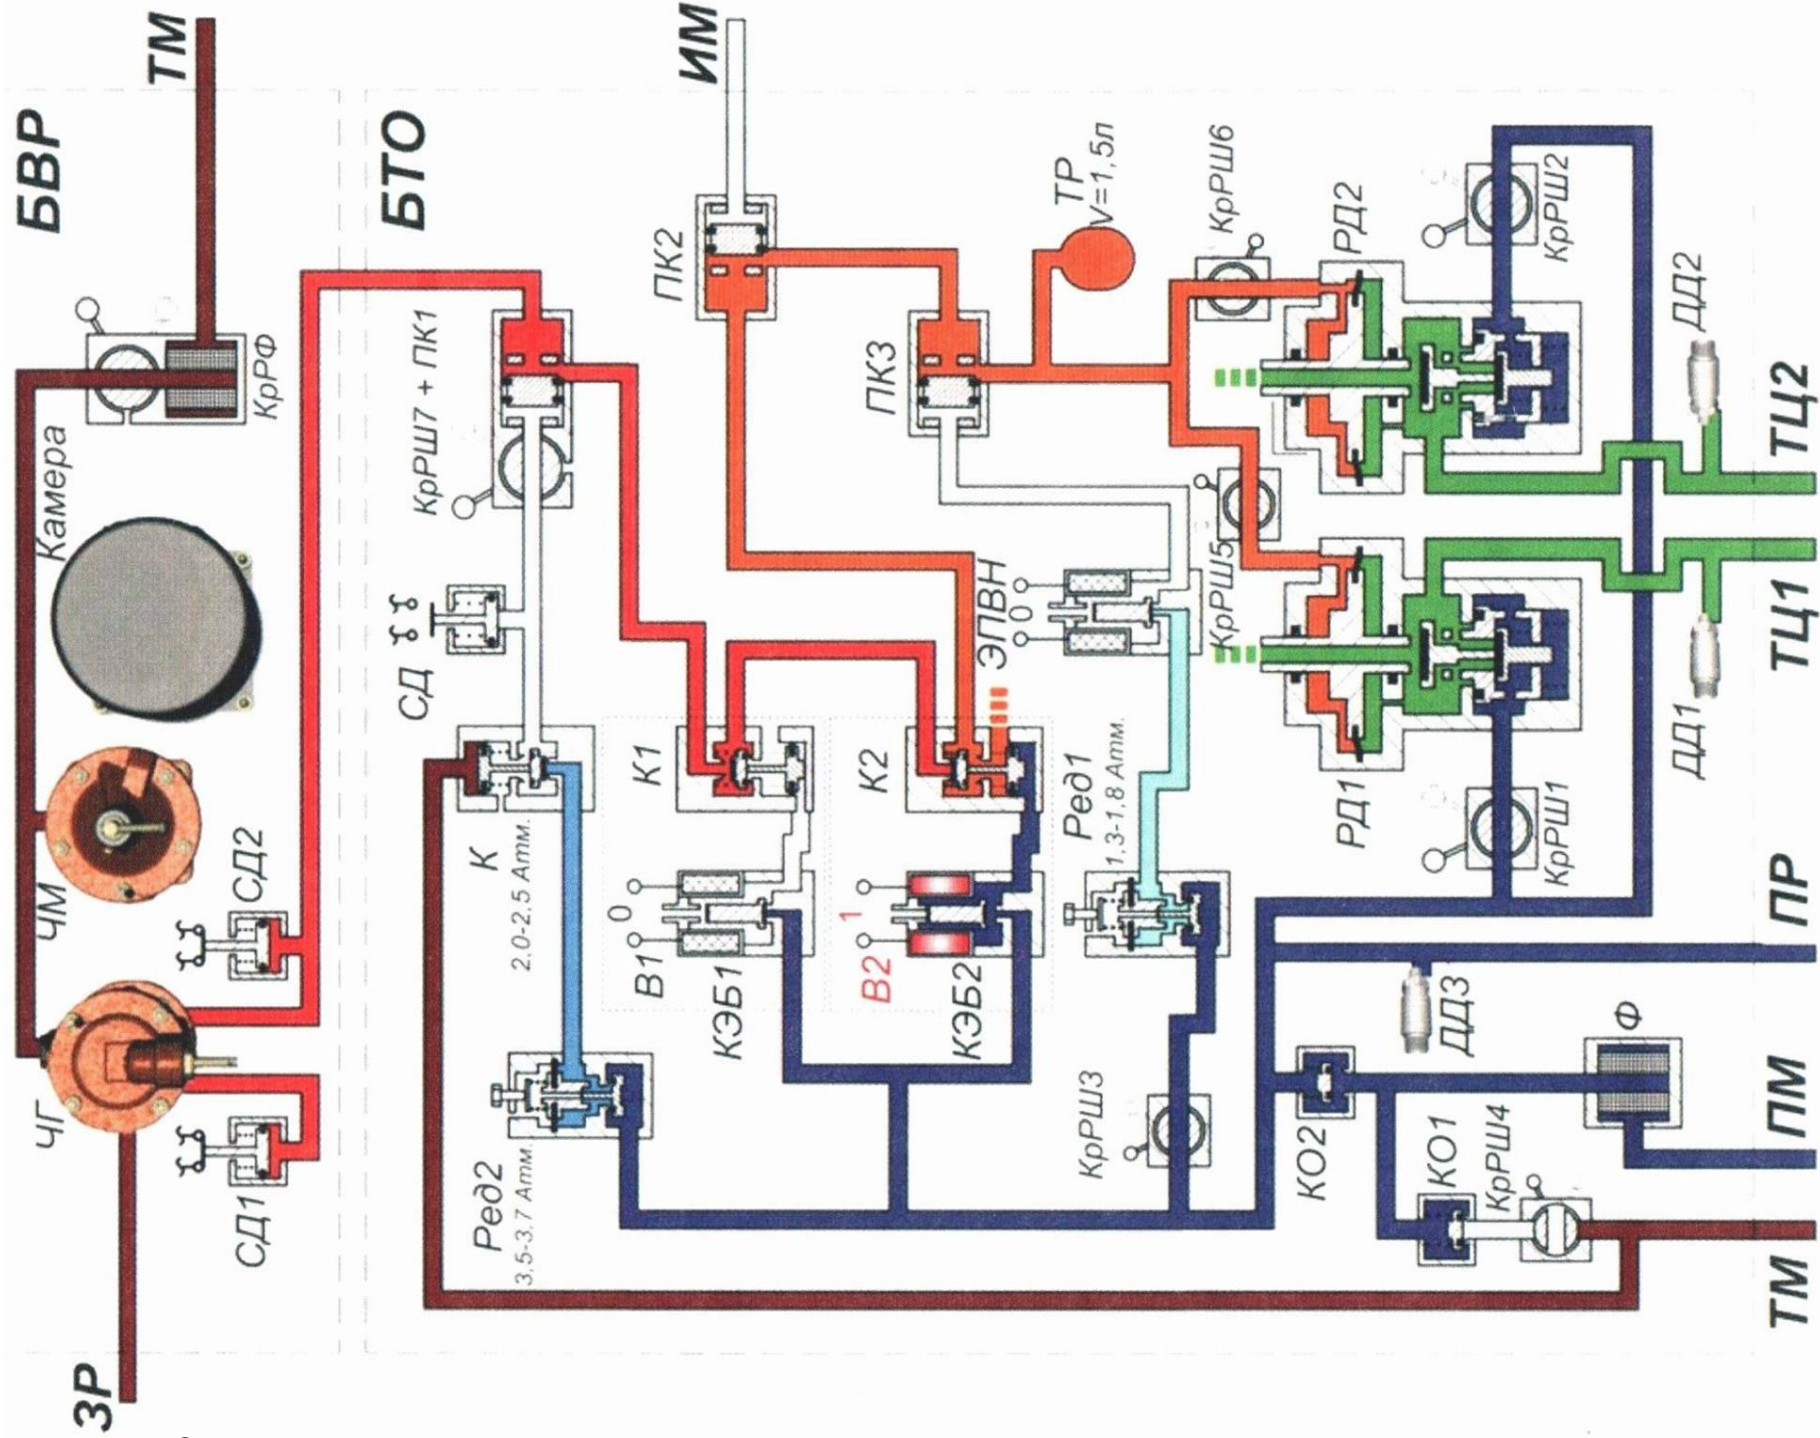 БВР
ТМ
КрРФ
Камера
ЧМ
СД2
ЧГ
СД1
ЗР
БТО
ИМ
ПК2
КрРШ7 + ПК1
СД
К
2.0-2.5 Атм.
Ред2
3,5-3,7 Атм.
ПК3
К1
В1
0
КЭБ1
К2
В2
1
КЭБ2
ТР
V=1,5л
КрРШ6
РД2
КрРШ2
ДД2
ТЦ2
ЭПВН
0
КрРШ5
Ред1
1,3-1.8 Атм.
РД1
КрРШ1
ДД1
ТЦ1
КрРШ3
ПР
ДД3
Ф
КО2
КО1
КрРШ4
ПМ
ТМ